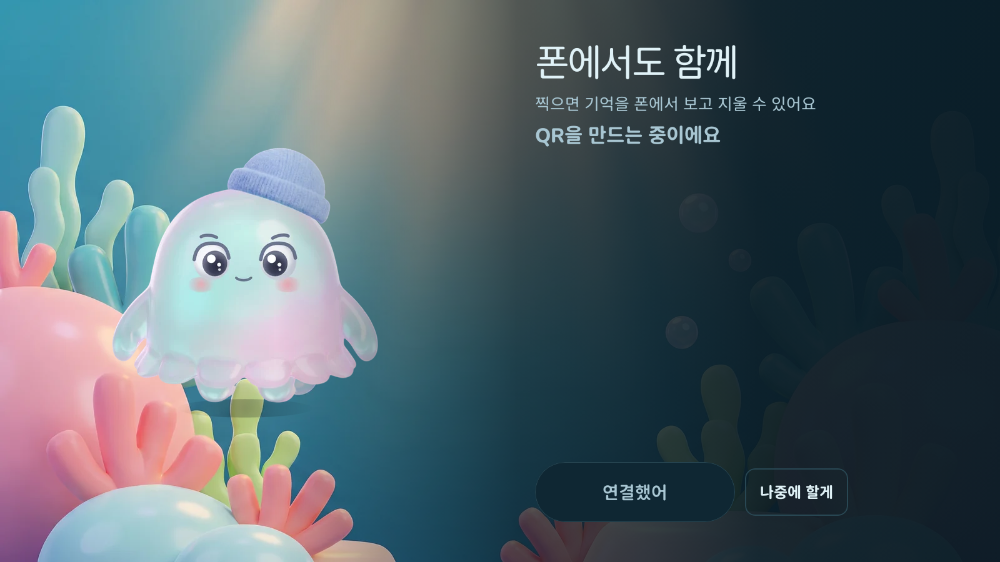 폰에서도 함께
찍으면 기억을 폰에서 보고 지울 수 있어요
QR을 만드는 중이에요
연결했어
나중에 할게